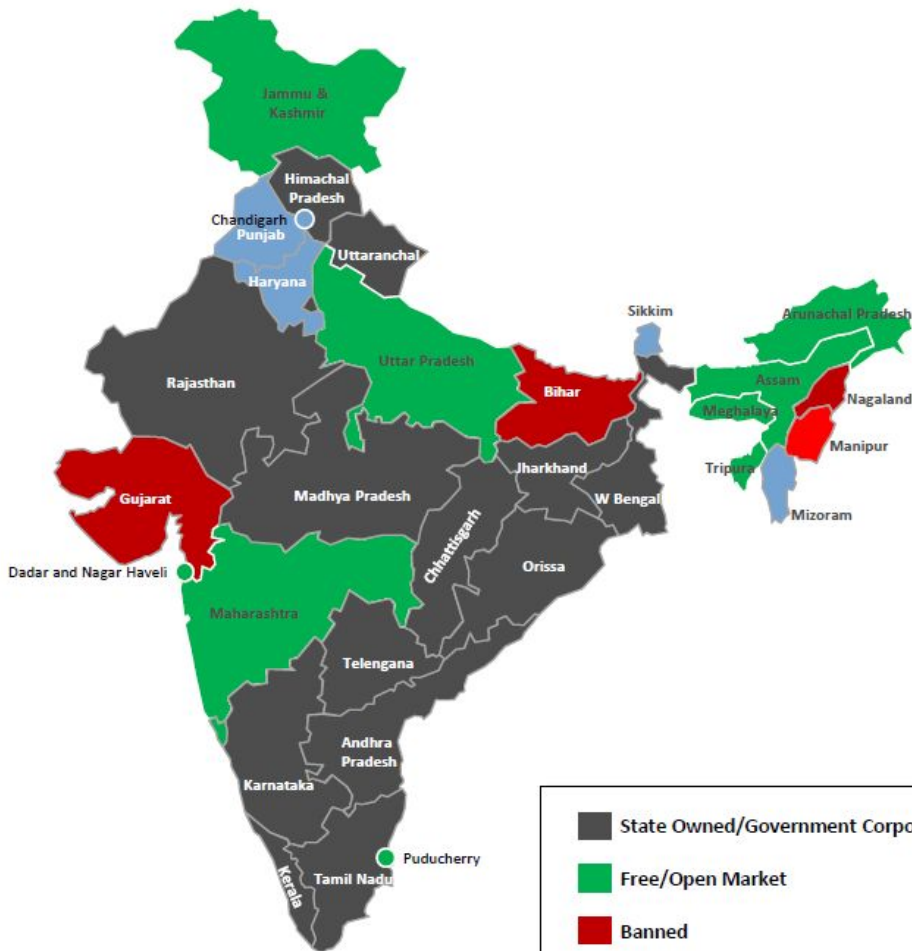 Jammu &
Kashmir
Himachal
Pradesh
Chandigarh
Punjab
Uttaranchal
Haryana
Sikkim
Arunachal Pradesh
Uttar Pradesh
Assam
Rajasthan
Bihar
Nagaland
Meghalaya
Manipur
Jharkhand
Tripura
Gujarat
Madhya Pradesh
W Bengal
Mizoram
Chhattisgarh
Orissa
Dadar and Nagar Haveli
Maharashtra
Telengana
Andhra
Pradesh
Karnataka
State Owned/Government Corpo
Puducherry
Tamil Nadu
Free/Open Market
Kerala
Banned